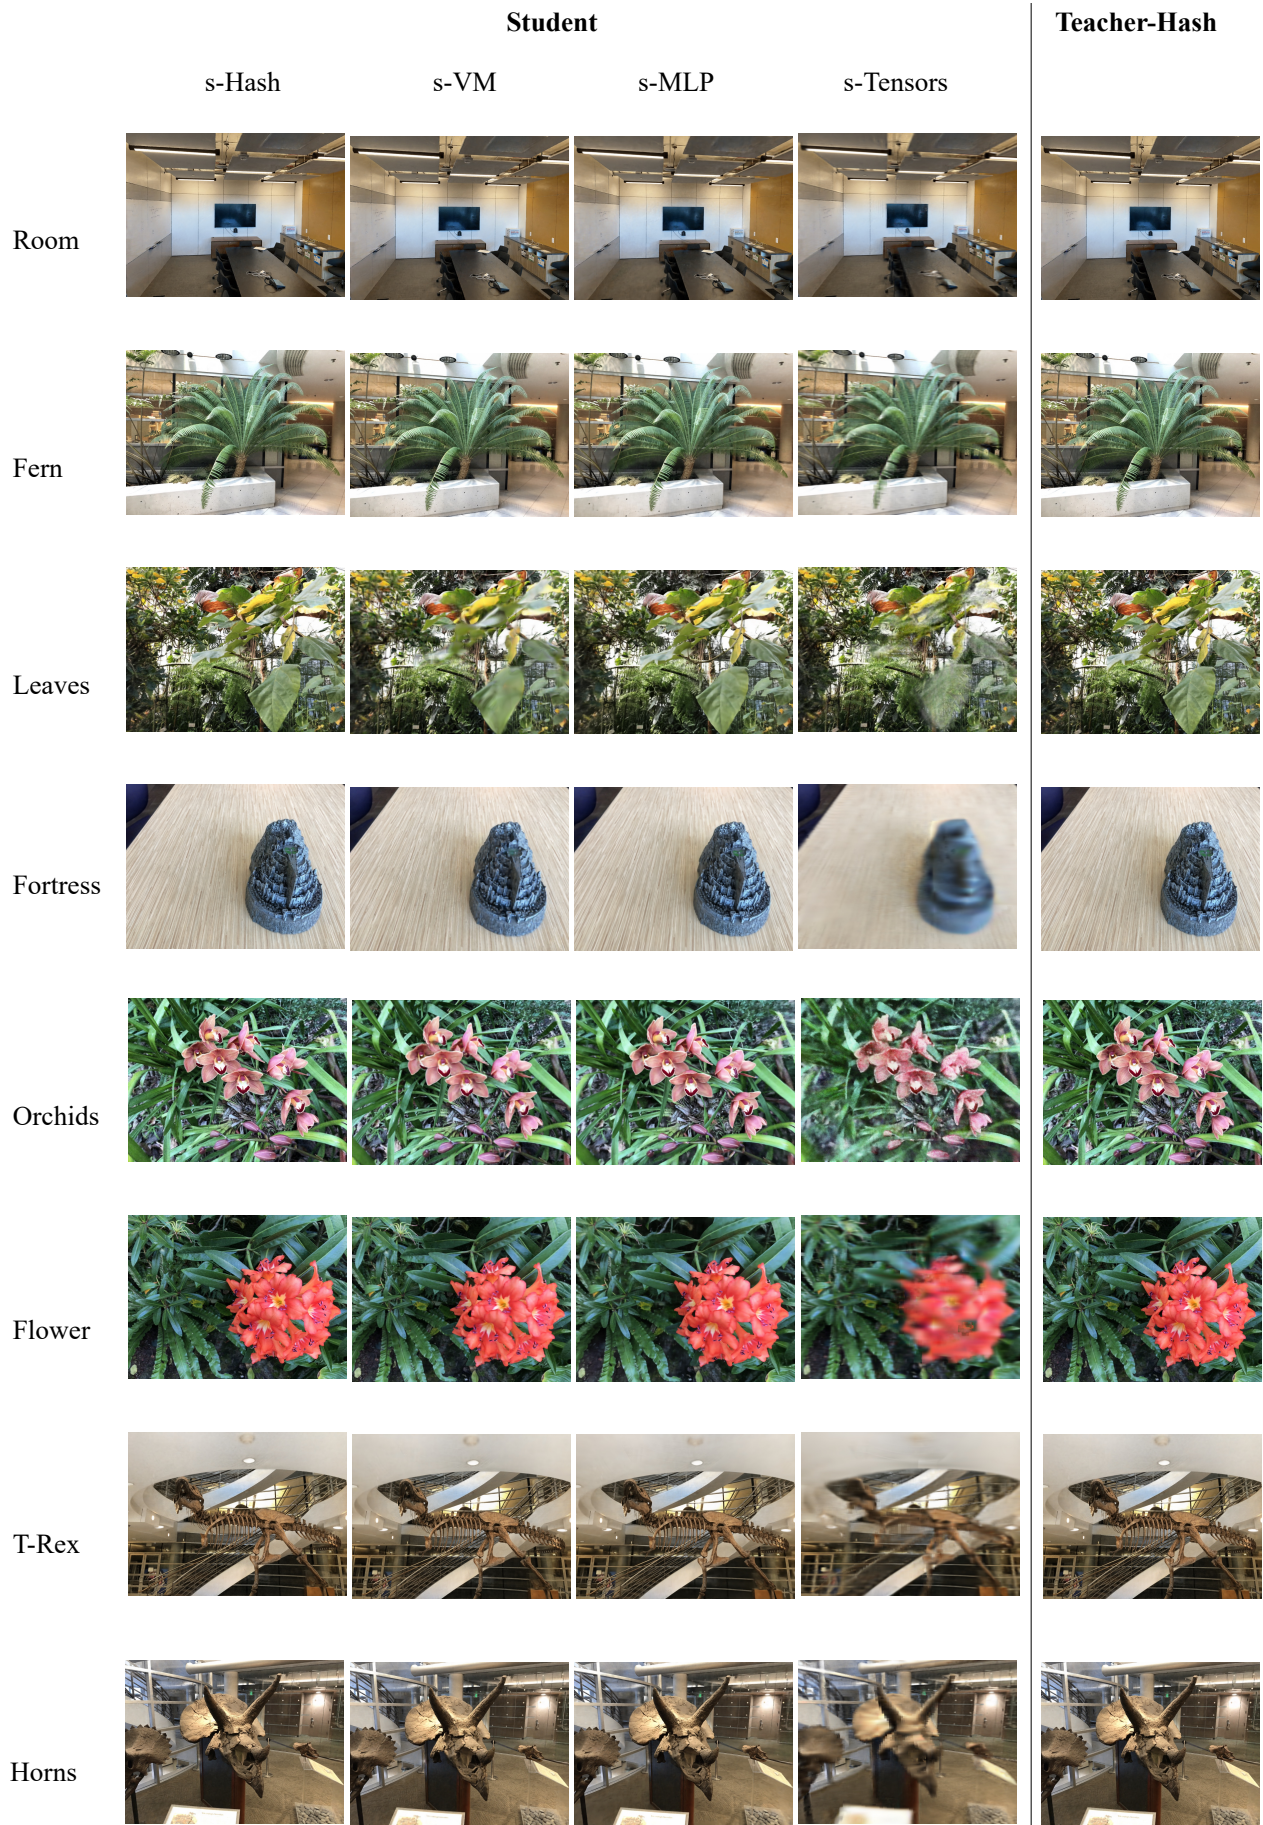 Student
Teacher-Hash
s-Hash
s-VM
s-MLP
s-Tensors
Room
Fern
Leaves
Fortress
Orchids
Flower
T-Rex
Horns